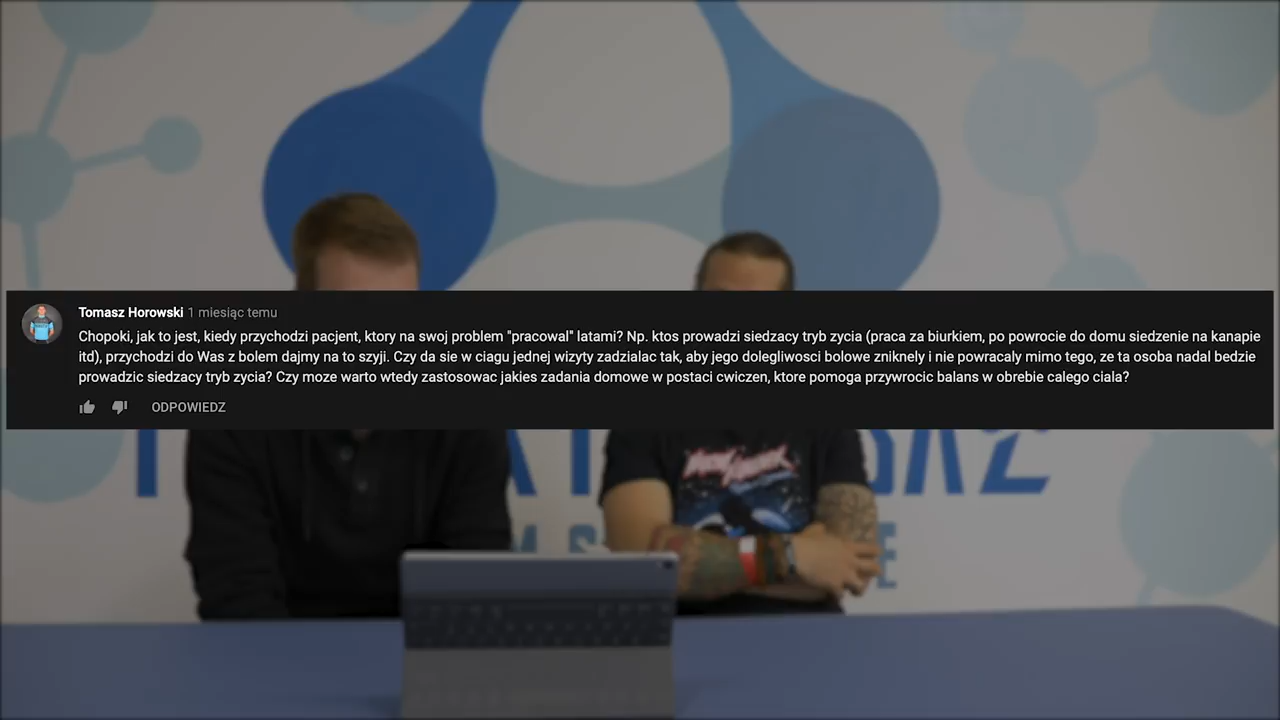 Tomasz Horowski 1 miesiąc temu
Chopoki, jak to jest, kiedy przychodzi pacjent, ktory na swoj problem "pracowal" latami? Np. ktos prowadzi siedzacy tryb zycia (praca za biurkiem, po powrocie do domu siedzenie na kanapie
itd), przychodzi do Was z bolem dajmy na to szyji. Czy da sie w ciagu jednej wizyty zadzialac tak, aby jego dolegliwosci bolowe zniknely i nie powracaly mimo tego, ze ta osoba nadal bedzie
prowadzic siedzacy tryb zycia? Czy moze warto wtedy zastosowac jakies zadania domowe w postaci cwiczen, ktore pomoga przywrocic balans w obrebie calego ciala?
ODPOWIEDZ